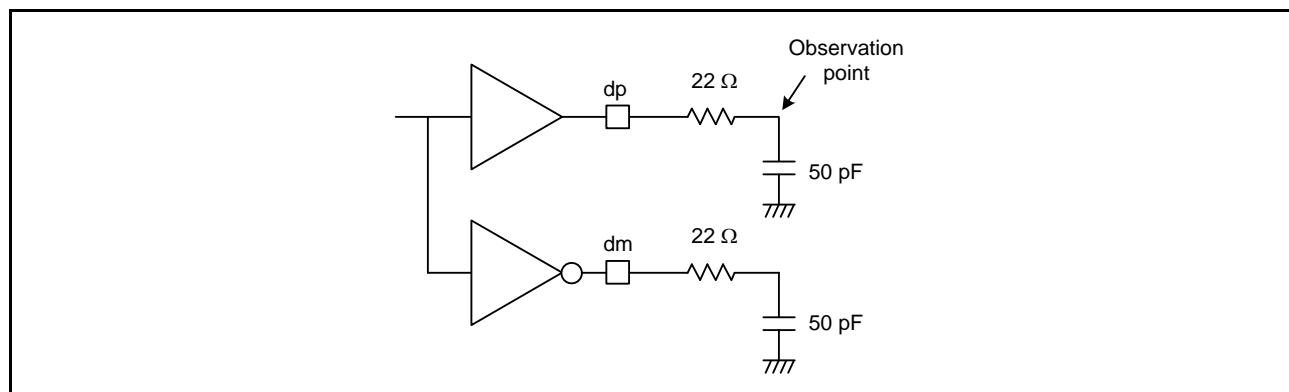 Observation
point
dp
22 Ω
50 pF
dm
22 Ω
50 pF